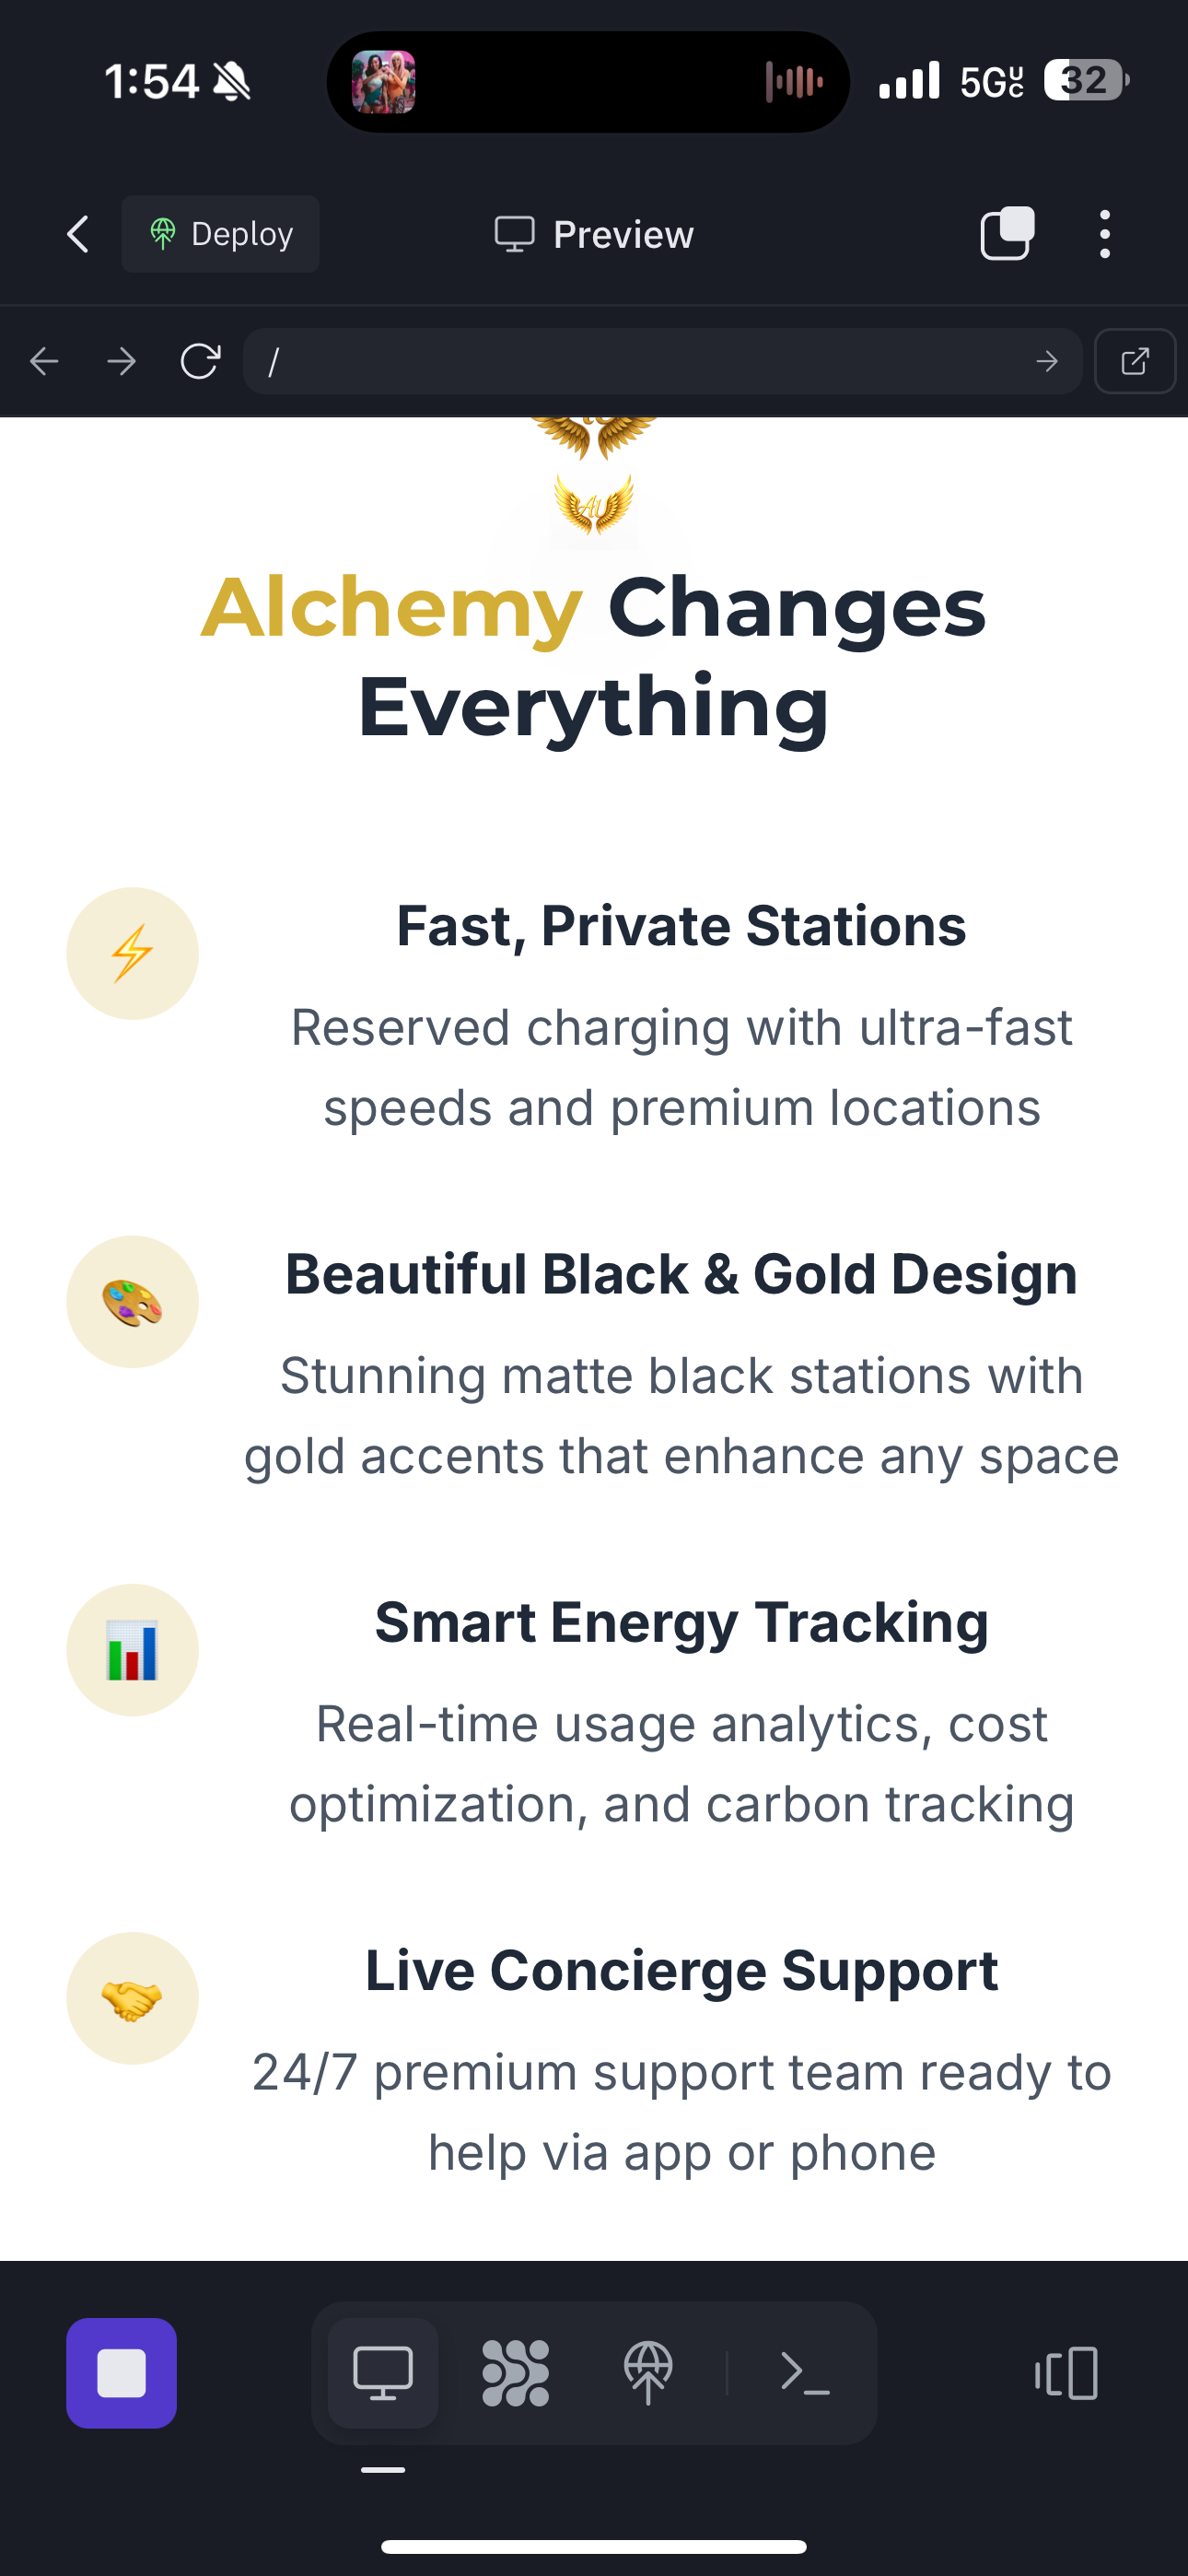 1:54
5G UC
32
Deploy
Preview
/
AU
Alchemy Changes
Everything
Fast, Private Stations
Reserved charging with ultra-fast
speeds and premium locations
Beautiful Black & Gold Design
Stunning matte black stations with
gold accents that enhance any space
Smart Energy Tracking
Real-time usage analytics, cost
optimization, and carbon tracking
Live Concierge Support
24/7 premium support team ready to
help via app or phone